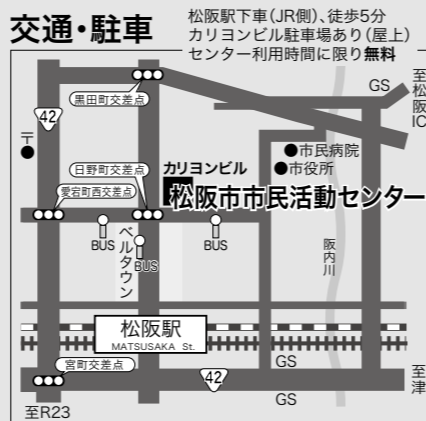 交通・駐車
松阪駅下車(JR側)、徒歩5分
カリヨンビル駐車場あり(屋上)
センター利用時間に限り無料
至松阪IC
GS
黒田町交差点
42
〒
市民病院
市役所
日野町交差点
カリヨンビル
愛宕町西交差点
松阪市市民活動センター
BUS
BUS
BUS
ベルタウン
阪内川
松阪駅
MATSUSAKA St.
宮町交差点
GS
42
至津
GS
至R23